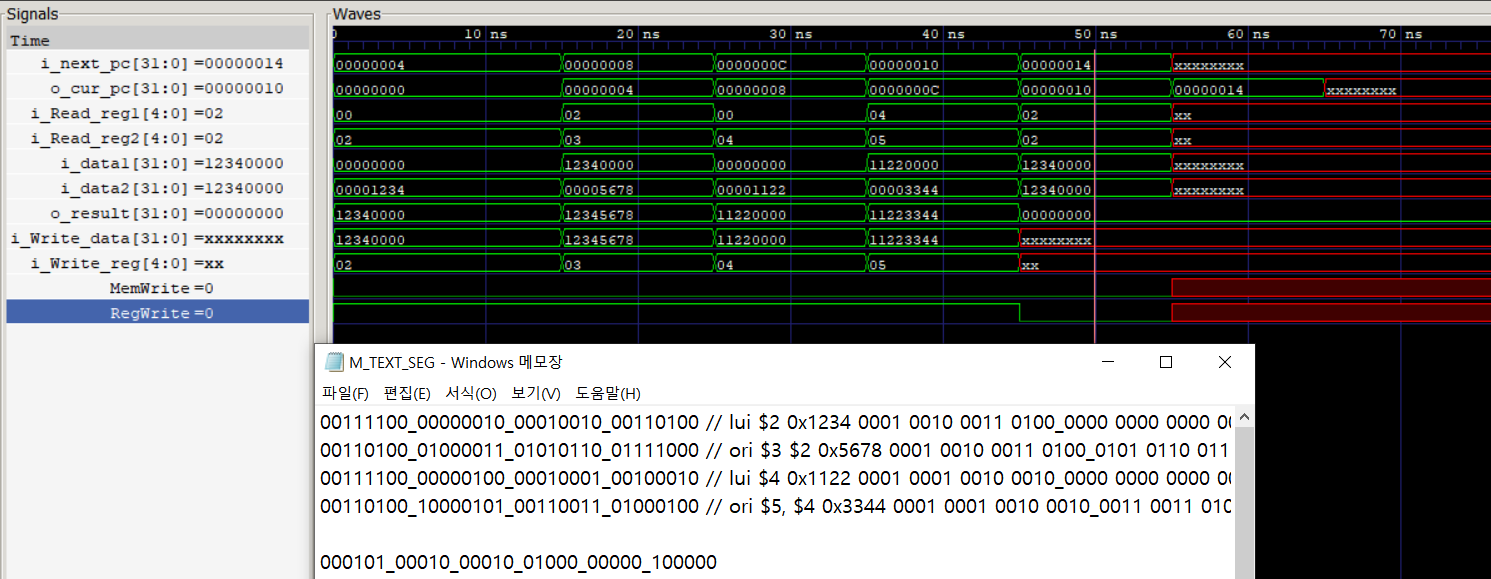 Signals
Waves
Time
0 10 ns 20 ns 30 ns 40 ns 50 ns 60 ns 70 ns
i_next_pc[31:0] =00000014 00000004 00000008 0000000C 00000010 00000014 xxxxxxxx
o_cur_pc[31:0] =00000010 00000000 00000004 00000008 0000000C 00000010 00000014 xxxxxxxx
i_Read_reg1[4:0] =02 00 02 00 04 02 xx
i_Read_reg2[4:0] =02 02 03 04 05 02 xx
i_data1[31:0] =12340000 00000000 12340000 00000000 11220000 12340000 xxxxxxxx
i_data2[31:0] =12340000 00001234 00005678 00001122 00003344 12340000 xxxxxxxx
o_result[31:0] =00000000 12340000 12345678 11220000 11223344 00000000
i_Write_data[31:0] =xxxxxxxx 12340000 12345678 11220000 11223344 xxxxxxxx
i_Write_reg[4:0] =xx 02 03 04 05 xx
MemWrite =0
RegWrite =0
M_TEXT_SEG - Windows 메모장
파일(F) 편집(E) 서식(O) 보기(V) 도움말(H)
00111100_00000010_00010010_00110100 // lui $2 0x1234 0001 0010 0011 0100_0000 0000 0000 0
00110100_01000011_01010110_01111000 // ori $3 $2 0x5678 0001 0010 0011 0100_0101 0110 011
00111100_00000100_00010001_00100010 // lui $4 0x1122 0001 0001 0010 0010_0000 0000 0000 0
00110100_10000101_00110011_01000100 // ori $5, $4 0x3344 0001 0001 0010 0010_0011 0011 010
000101_00010_00010_01000_00000_100000